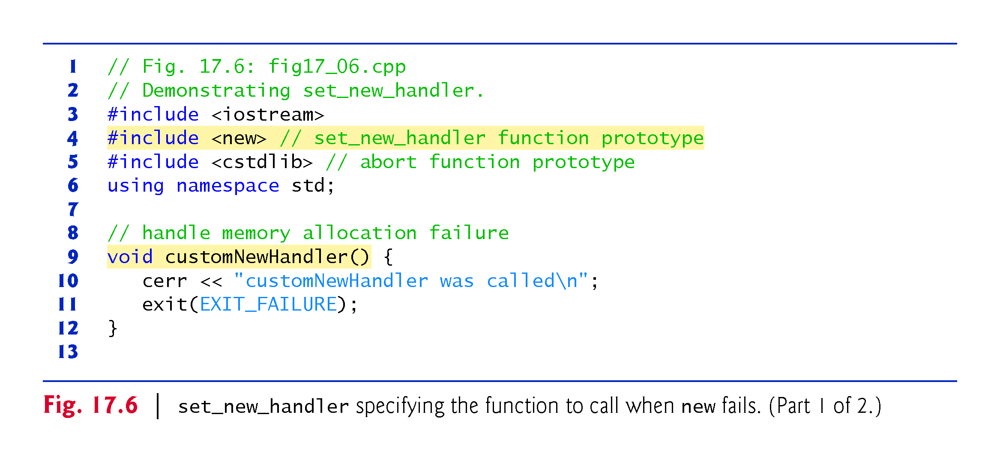 1 // Fig. 17.6: fig17_06.cpp
2 // Demonstrating set_new_handler.
3 #include <iostream>
4 #include <new> // set_new_handler function prototype
5 #include <cstdlib> // abort function prototype
6 using namespace std;
7
8 // handle memory allocation failure
9 void customNewHandler() {
10    cerr << "customNewHandler was called\n";
11    exit(EXIT_FAILURE);
12 }
13
Fig. 17.6 | set_new_handler specifying the function to call when new fails. (Part 1 of 2.)